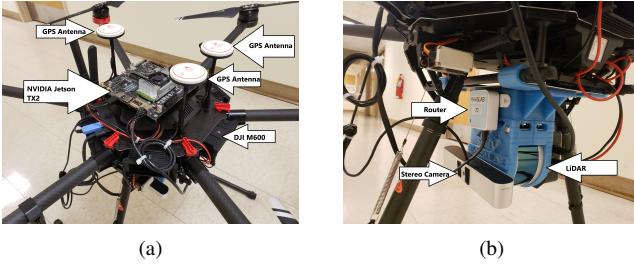 GPS Antenna
GPS Antenna
GPS Antenna
NVIDIA Jetson
TX2
DJI M600
Router
Stereo Camera
LiDAR
(a)
(b)